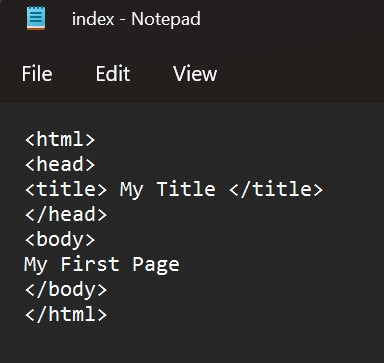 index - Notepad
File Edit View
<html>
<head>
<title> My Title </title>
</head>
<body>
My First Page
</body>
</html>